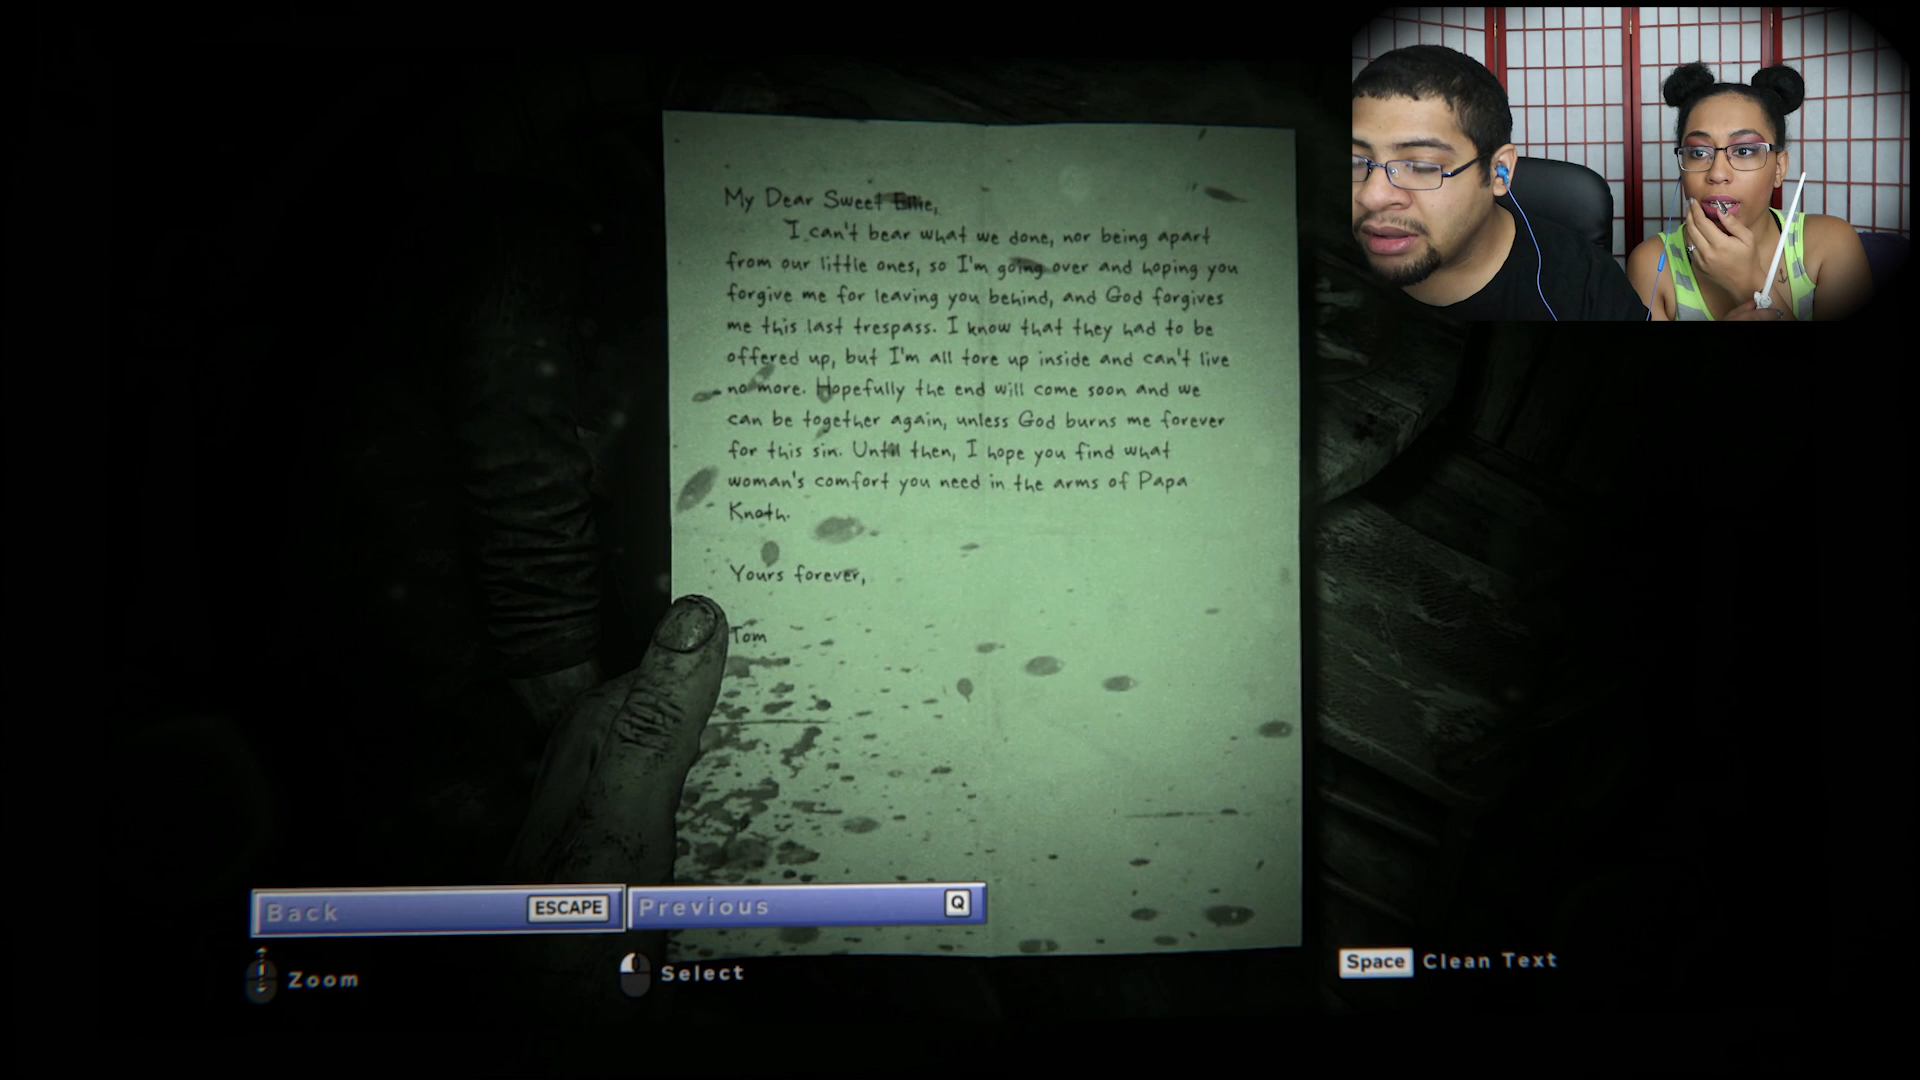 My Dear Sweet Ellie,
I can't bear what we done, nor being apart
from our little ones, so I'm going over and hoping you
forgive me for leaving you behind, and God forgives
me this last trespass. I know that they had to be
offered up, but I'm all tore up inside and can't live
no more. Hopefully the end will come soon and we
can be together again, unless God burns me forever
for this sin. Until then, I hope you find what
woman's comfort you need in the arms of Papa
Knoth.
Yours forever,
Tom
Back ESCAPE Previous Q
Zoom Select
Space Clean Text